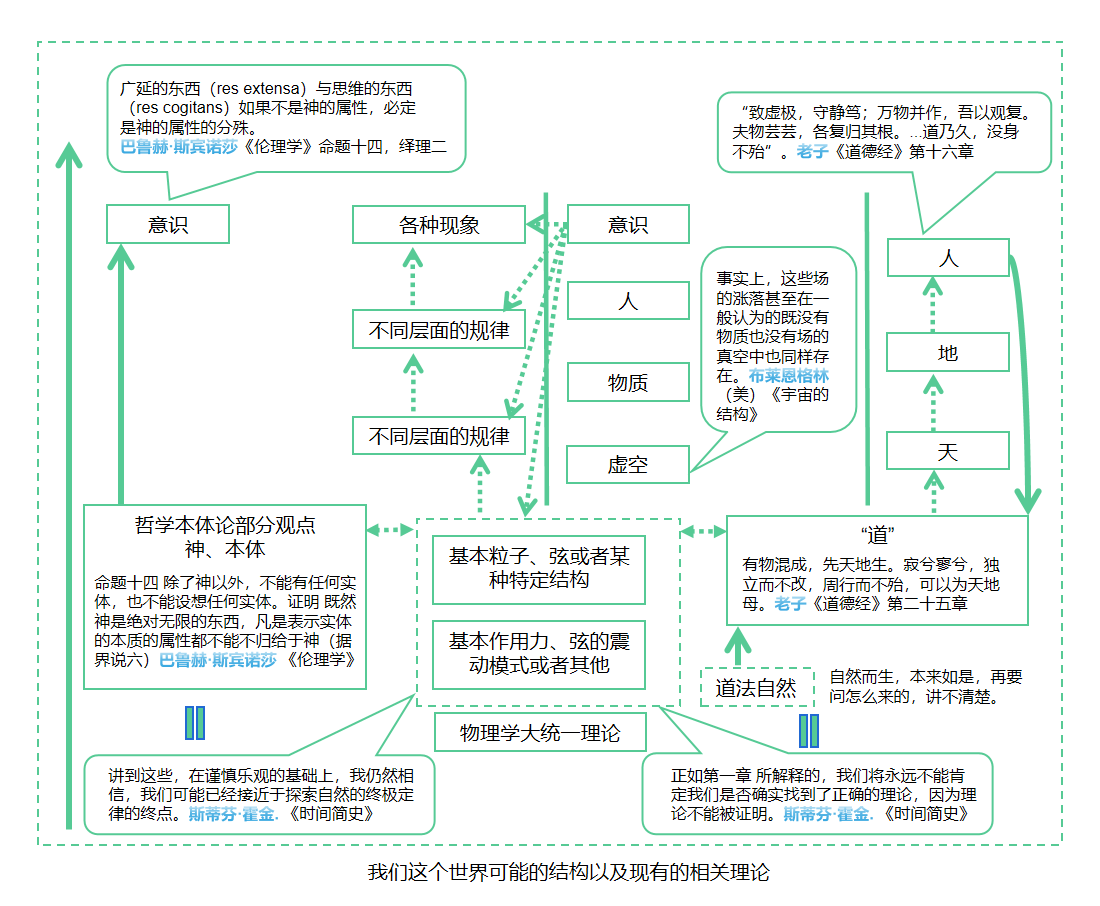 广延的东西（res extensa）与思维的东西
（res cogitans）如果不是神的属性，必定
是神的属性的分殊。
巴鲁赫·斯宾诺莎《伦理学》命题十四，绎理二
“致虚极，守静笃；万物并作，吾以观复。
夫物芸芸，各复归其根。...道乃久，没身
不殆”。老子《道德经》第十六章
意识
各种现象
意识
人
事实上，这些场
的涨落甚至在一
般认为的既没有
物质也没有场的
真空中也同样存
在。布莱恩格林
（美）《宇宙的
结构》
人
不同层面的规律
物质
地
不同层面的规律
虚空
天
哲学本体论部分观点
神、本体
命题十四 除了神以外，不能有任何实
体，也不能设想任何实体。证明 既然
神是绝对无限的东西，凡是表示实体
的本质的属性都不能不归给于神（据
界说六）巴鲁赫·斯宾诺莎 《伦理学》
基本粒子、弦或者某
种特定结构
基本作用力、弦的震
动模式或者其他
物理学大统一理论
“道”
有物混成，先天地生。寂兮寥兮，独
立而不改，周行而不殆，可以为天地
母。老子《道德经》第二十五章
道法自然
自然而生，本来如是，再要
问怎么来的，讲不清楚。
讲到这些，在谨慎乐观的基础上，我仍然相
信，我们可能已经接近于探索自然的终极定
律的终点。斯蒂芬·霍金.《时间简史》
正如第一章 所解释的，我们将永远不能肯
定我们是否确实找到了正确的理论，因为理
论不能被证明。斯蒂芬·霍金.《时间简史》
我们这个世界可能的结构以及现有的相关理论